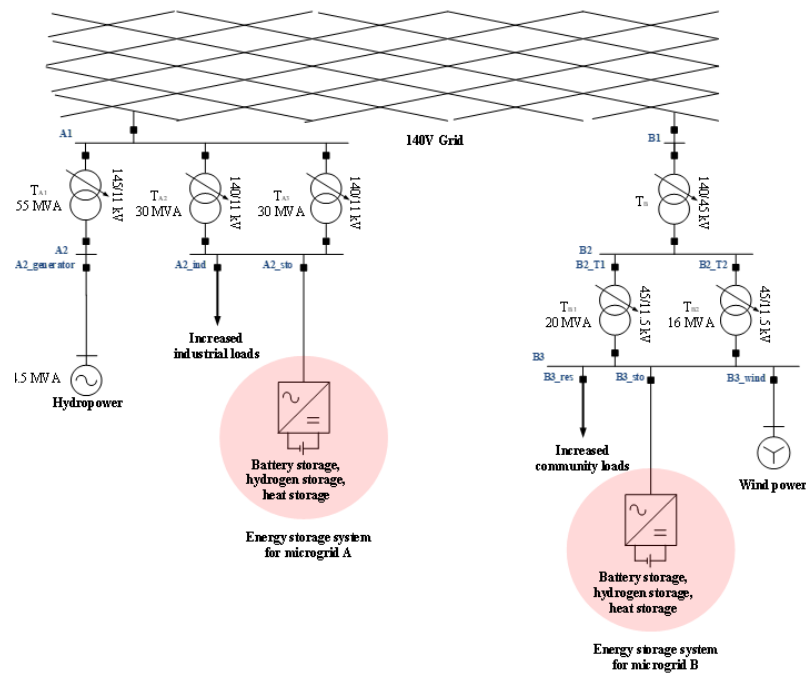 140V Grid
A1
B1
145/11 kV
140/11 kV
140/11 kV
140/45 kV
TA1
55 MVA
TA2
30 MVA
TA3
30 MVA
A2
A2_generator
A2_ind
A2_sto
B2
B2_T1
B2_T2
45/11.5 kV
45/11.5 kV
TB1
20 MVA
TB2
16 MVA
Increased
industrial loads
B3
B3_res
B3_sto
B3_wind
4.5 MVA
Hydropower
Battery storage,
hydrogen storage,
heat storage
Energy storage system
for microgrid A
Increased
community loads
Wind power
Battery storage,
hydrogen storage,
heat storage
Energy storage system
for microgrid B